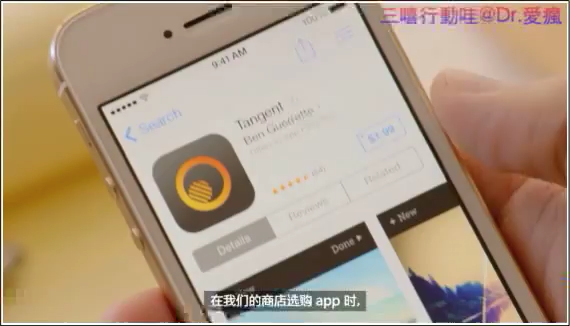 三嘻行動哇@Dr.愛瘋
100%
9:41 AM
Search
Tangent
Ben Guerrette
$1.99
Details
Reviews
Related
Done
+ New
在我们的商店选购 app 时,